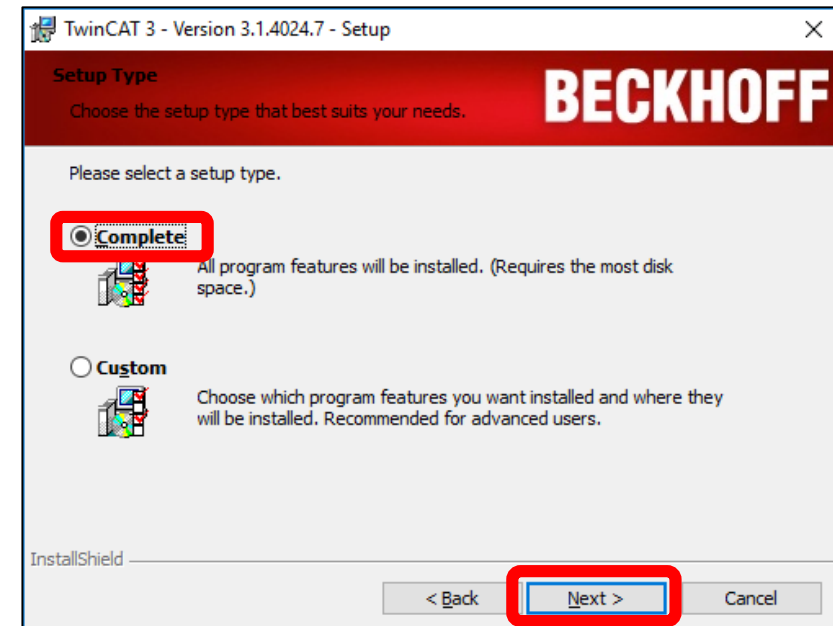 TwinCAT 3 - Version 3.1.4024.7 - Setup
Setup Type
BECKHOFF
Choose the setup type that best suits your needs.
Please select a setup type.
Complete
All program features will be installed. (Requires the most disk
space.)
Custom
Choose which program features you want installed and where they
will be installed. Recommended for advanced users.
InstallShield
< Back Next > Cancel